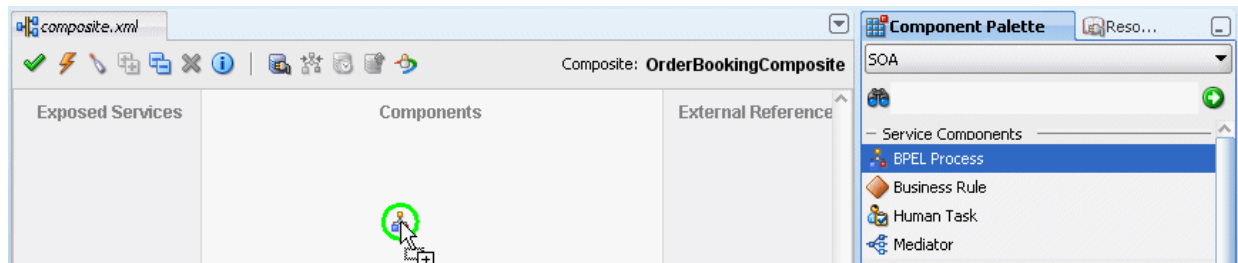 composite.xml
Composite: OrderBookingComposite
Exposed Services
Components
External Reference
Component Palette
Reso...
SOA
Service Components
BPEL Process
Business Rule
Human Task
Mediator